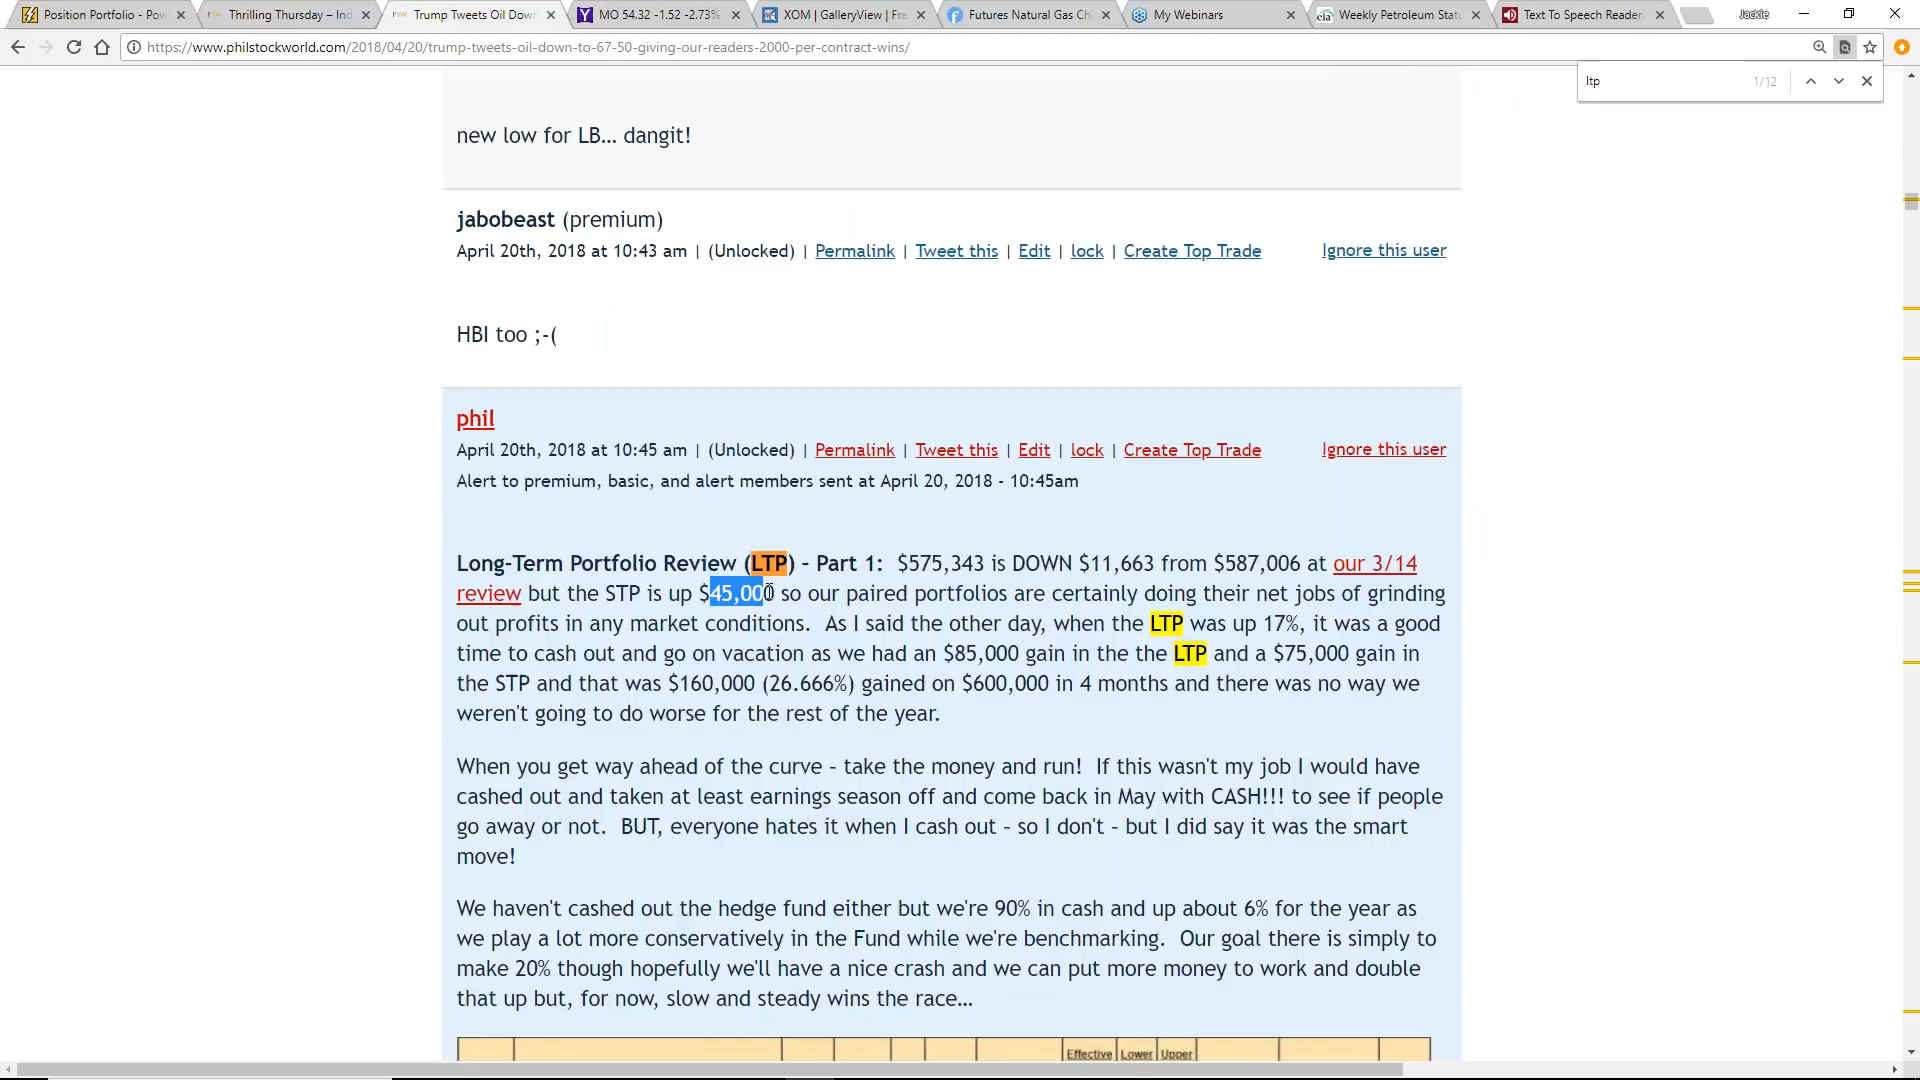 Position Portfolio - Pow
Thrilling Thursday – Ind
Trump Tweets Oil Dow
MO 54.32 -1.52 -2.73%
XOM | GalleryView | Fre
Futures Natural Gas Ch
My Webinars
Weekly Petroleum Stat
Text To Speech Reader
Jackie
https://www.philstockworld.com/2018/04/20/trump-tweets-oil-down-to-67-50-giving-our-readers-2000-per-contract-wins/
ltp 1/12
new low for LB… dangit!
jabobeast (premium)
April 20th, 2018 at 10:43 am | (Unlocked) | Permalink | Tweet this | Edit | lock | Create Top Trade Ignore this user
HBI too ;-(
phil
April 20th, 2018 at 10:45 am | (Unlocked) | Permalink | Tweet this | Edit | lock | Create Top Trade Ignore this user
Alert to premium, basic, and alert members sent at April 20, 2018 - 10:45am
Long-Term Portfolio Review (LTP) - Part 1: $575,343 is DOWN $11,663 from $587,006 at our 3/14
review but the STP is up $45,000 so our paired portfolios are certainly doing their net jobs of grinding
out profits in any market conditions. As I said the other day, when the LTP was up 17%, it was a good
time to cash out and go on vacation as we had an $85,000 gain in the the LTP and a $75,000 gain in
the STP and that was $160,000 (26.666%) gained on $600,000 in 4 months and there was no way we
weren't going to do worse for the rest of the year.
When you get way ahead of the curve - take the money and run! If this wasn't my job I would have
cashed out and taken at least earnings season off and come back in May with CASH!!! to see if people
go away or not. BUT, everyone hates it when I cash out - so I don't - but I did say it was the smart
move!
We haven't cashed out the hedge fund either but we're 90% in cash and up about 6% for the year as
we play a lot more conservatively in the Fund while we're benchmarking. Our goal there is simply to
make 20% though hopefully we'll have a nice crash and we can put more money to work and double
that up but, for now, slow and steady wins the race…
Effective Lower Upper